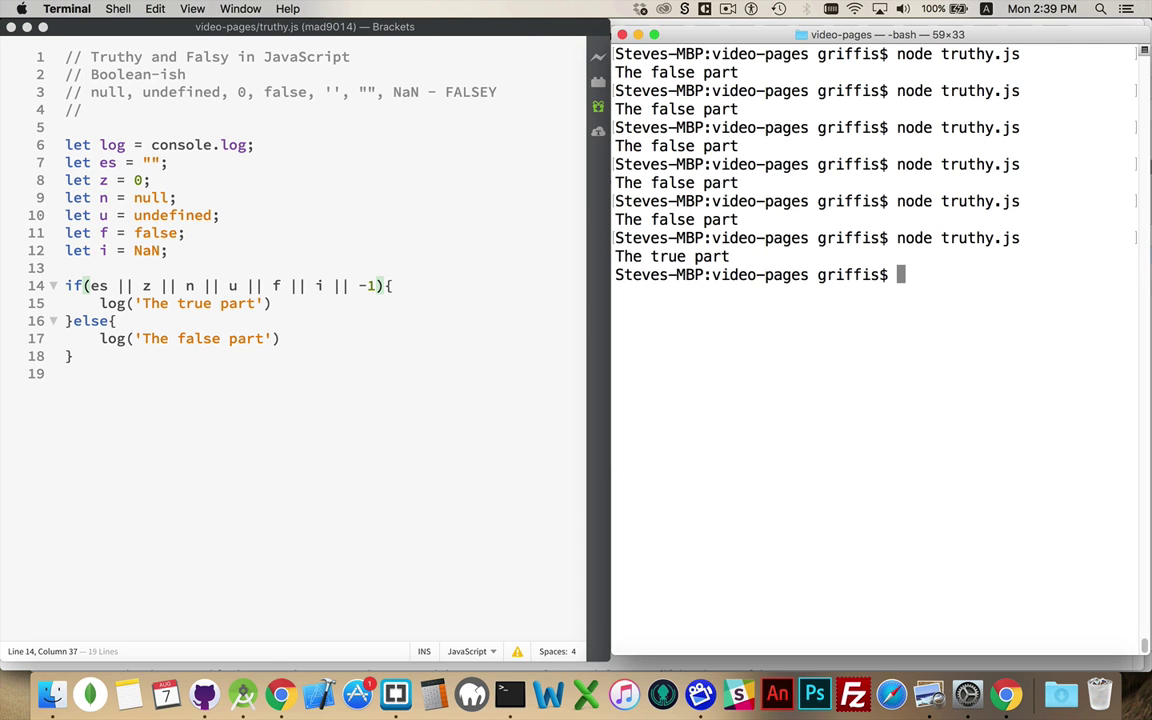 Terminal Shell Edit View Window Help
100%
A
Mon 2:39 PM
video-pages/truthy.js (mad9014) — Brackets
1 // Truthy and Falsy in JavaScript
2 // Boolean-ish
3 // null, undefined, 0, false, '', "", NaN - FALSEY
4 //
5
6 let log = console.log;
7 let es = "";
8 let z = 0;
9 let n = null;
10 let u = undefined;
11 let f = false;
12 let i = NaN;
13
14 if(es || z || n || u || f || i || -1){
15 log('The true part')
16 }else{
17 log('The false part')
18 }
19
Line 14, Column 37 — 19 Lines
INS
JavaScript
Spaces: 4
video-pages — -bash — 59×33
[Steves-MBP:video-pages griffis$ node truthy.js ]
The false part
[Steves-MBP:video-pages griffis$ node truthy.js ]
The false part
[Steves-MBP:video-pages griffis$ node truthy.js ]
The false part
[Steves-MBP:video-pages griffis$ node truthy.js ]
The false part
[Steves-MBP:video-pages griffis$ node truthy.js ]
The false part
[Steves-MBP:video-pages griffis$ node truthy.js ]
The true part
Steves-MBP:video-pages griffis$
AUG
7
1
An
Ps
Fz